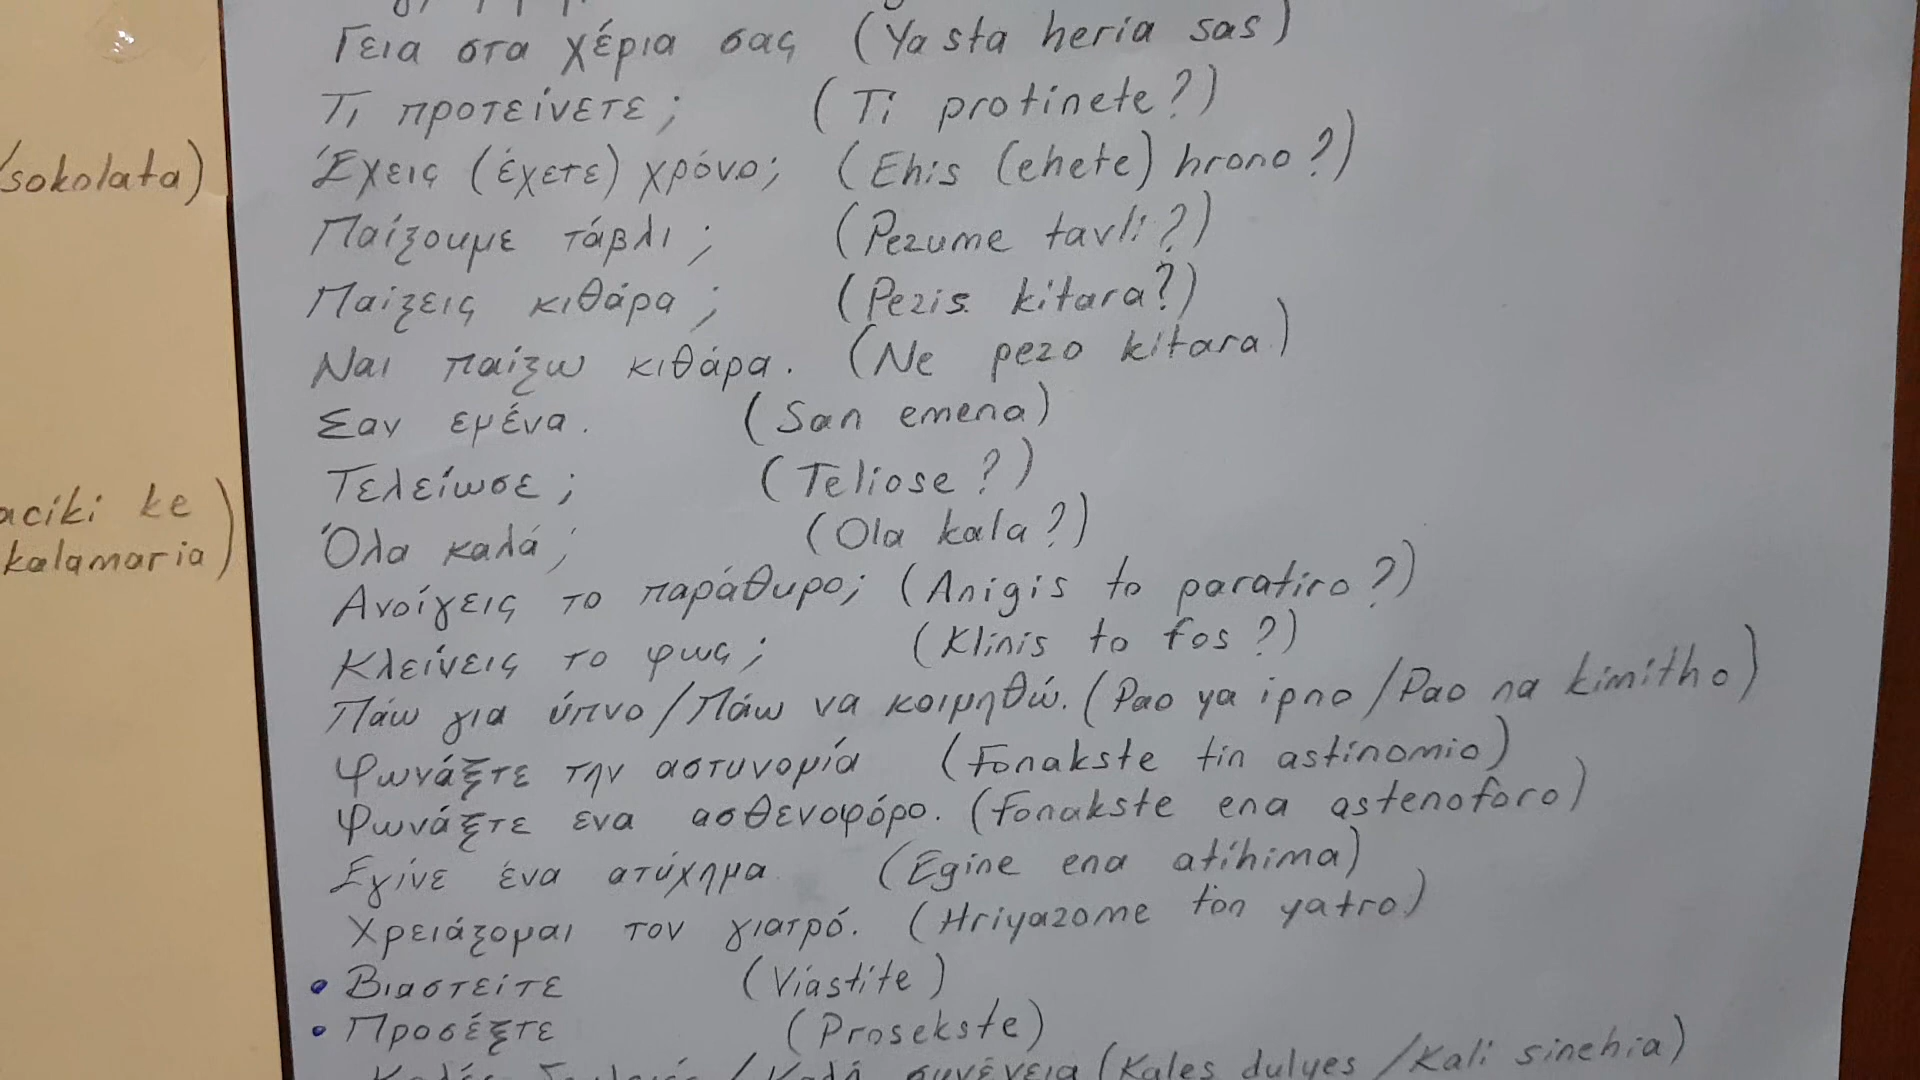 Γεια στα χέρια σας (Ya sta heria sas)
Τι προτείνετε; (Ti protinete?)
/sokolata)
Έχεις (έχετε) χρόνο; (Ehis (ehete) hrono?)
Παίζουμε τάβλι; (Pezume tavli?)
Παίζεις κιθάρα; (Pezis kitara?)
Ναι παίζω κιθάρα. (Ne pezo kitara)
Σαν εμένα. (San emena)
Τελείωσε; (Teliose?)
aciki ke
kalamaria)
Όλα καλά; (Ola kala?)
Ανοίγεις το παράθυρο; (Anigis to paratiro?)
Κλείνεις το φως; (Klinis to fos?)
Πάω για ύπνο/Πάω να κοιμηθώ. (Pao ya ipno/Pao na kimitho)
Φωνάξτε την αστυνομία (Fonakste tin astinomio)
Φωνάξτε ενα ασθενοφόρο. (Fonakste ena astenoforo)
Εγίνε ένα ατύχημα (Egine ena atihima)
Χρειάζομαι τον γιατρό. (Hriyazome ton yatro)
• Βιαστείτε (Viastite)
• Προσέξτε (Prosekste)
(Kales dulyes /Kali sinehia)